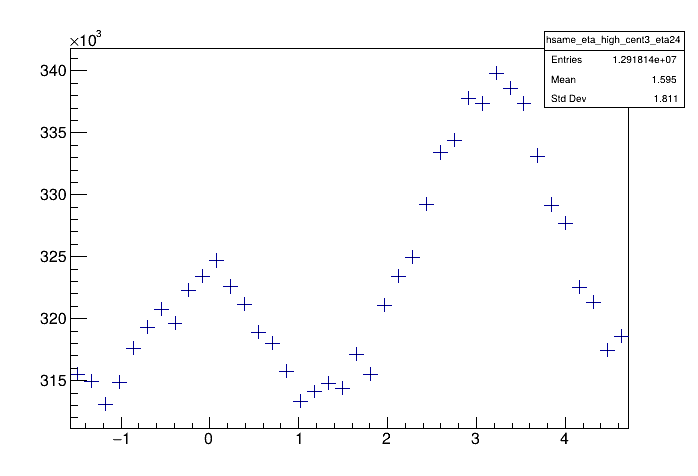 ×10³
hsame_eta_high_cent3_eta24
Entries 1.291814e+07
Mean 1.595
Std Dev 1.811
340
335
330
325
320
315
−1 0 1 2 3 4